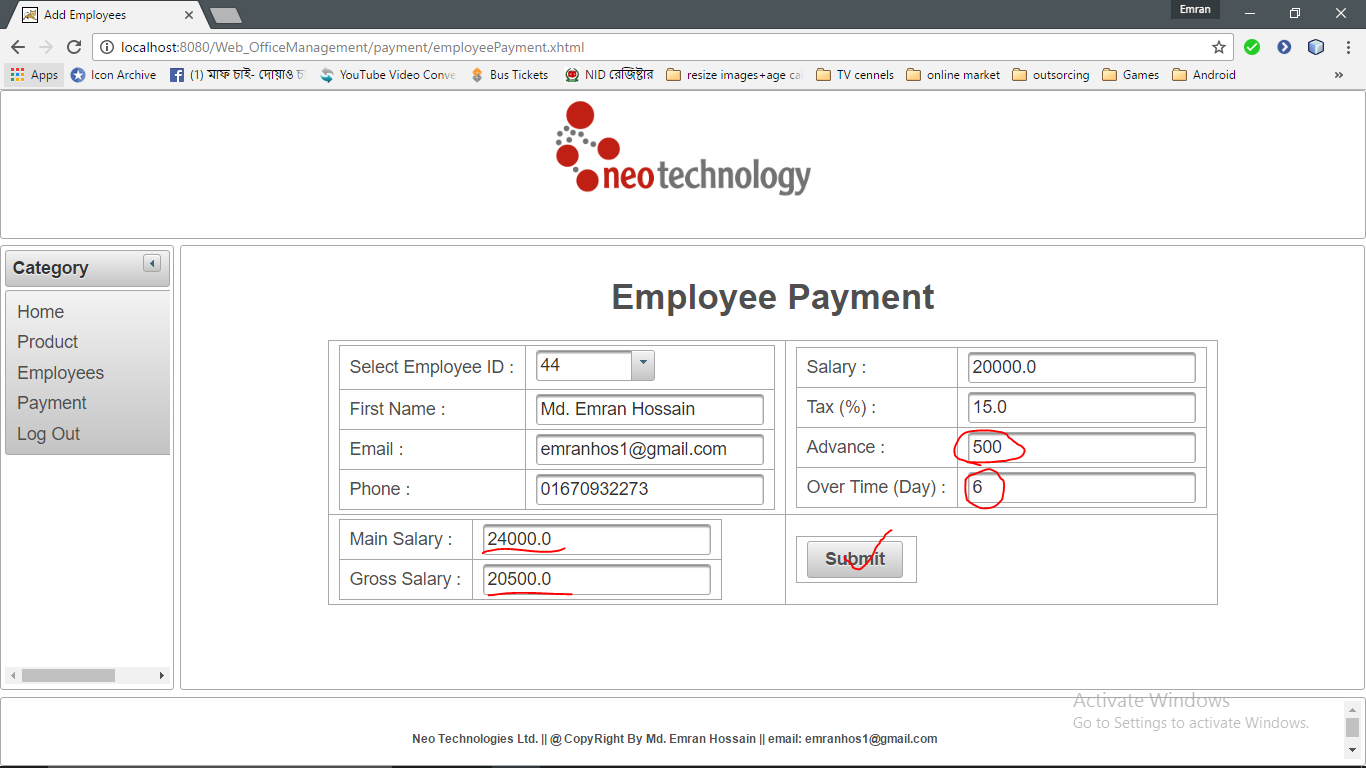 Add Employees
Emran
localhost:8080/Web_OfficeManagement/payment/employeePayment.xhtml
Apps Icon Archive (1) মাফ চাই- দোয়াও YouTube Video Conve Bus Tickets NID রেজিষ্টার resize images+age ca TV cennels online market outsorcing Games Android »
neotechnology
Category
Home
Product
Employees
Payment
Log Out
Employee Payment
Select Employee ID : 44
First Name : Md. Emran Hossain
Email : emranhos1@gmail.com
Phone : 01670932273
Salary : 20000.0
Tax (%) : 15.0
Advance : 500
Over Time (Day) : 6
Main Salary : 24000.0
Gross Salary : 20500.0
Submit
Activate Windows
Go to Settings to activate Windows.
Neo Technologies Ltd. || @ CopyRight By Md. Emran Hossain || email: emranhos1@gmail.com